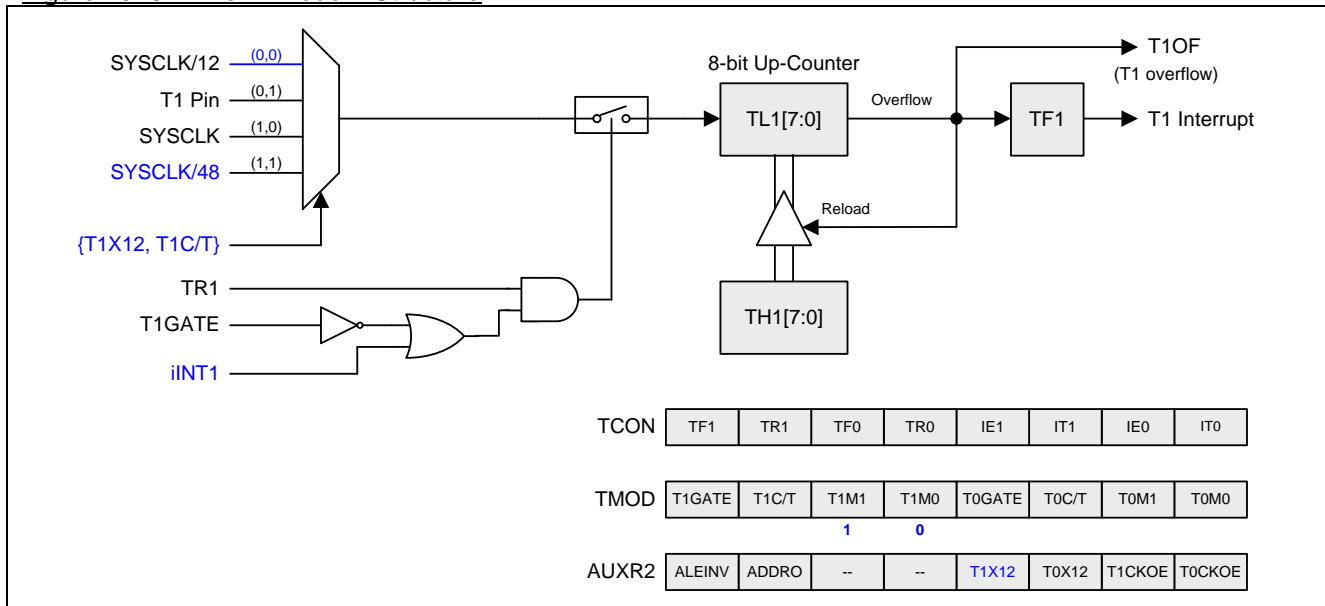 SYSCLK/12
(0,0)
T1 Pin
(0,1)
SYSCLK
(1,0)
SYSCLK/48
(1,1)
{T1X12, T1C/T}
TR1
T1GATE
iINT1
8-bit Up-Counter
TL1[7:0]
Overflow
T1OF
(T1 overflow)
TF1
T1 Interrupt
Reload
TH1[7:0]
TCON TF1 TR1 TF0 TR0 IE1 IT1 IE0 IT0
TMOD T1GATE T1C/T T1M1 T1M0 T0GATE T0C/T T0M1 T0M0
1 0
AUXR2 ALEINV ADDRO -- -- T1X12 T0X12 T1CKOE T0CKOE